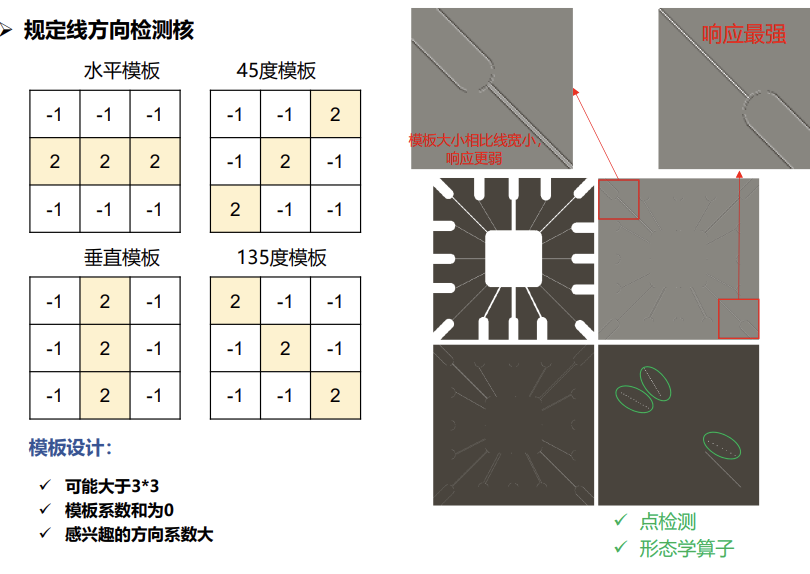 ➢ 规定线方向检测核
水平模板
-1 -1 -1
2 2 2
-1 -1 -1
45度模板
-1 -1 2
-1 2 -1
2 -1 -1
垂直模板
-1 2 -1
-1 2 -1
-1 2 -1
135度模板
2 -1 -1
-1 2 -1
-1 -1 2
模板设计：
✓ 可能大于3*3
✓ 模板系数和为0
✓ 感兴趣的方向系数大
模板大小相比线宽小，
响应更弱
响应最强
✓ 点检测
✓ 形态学算子